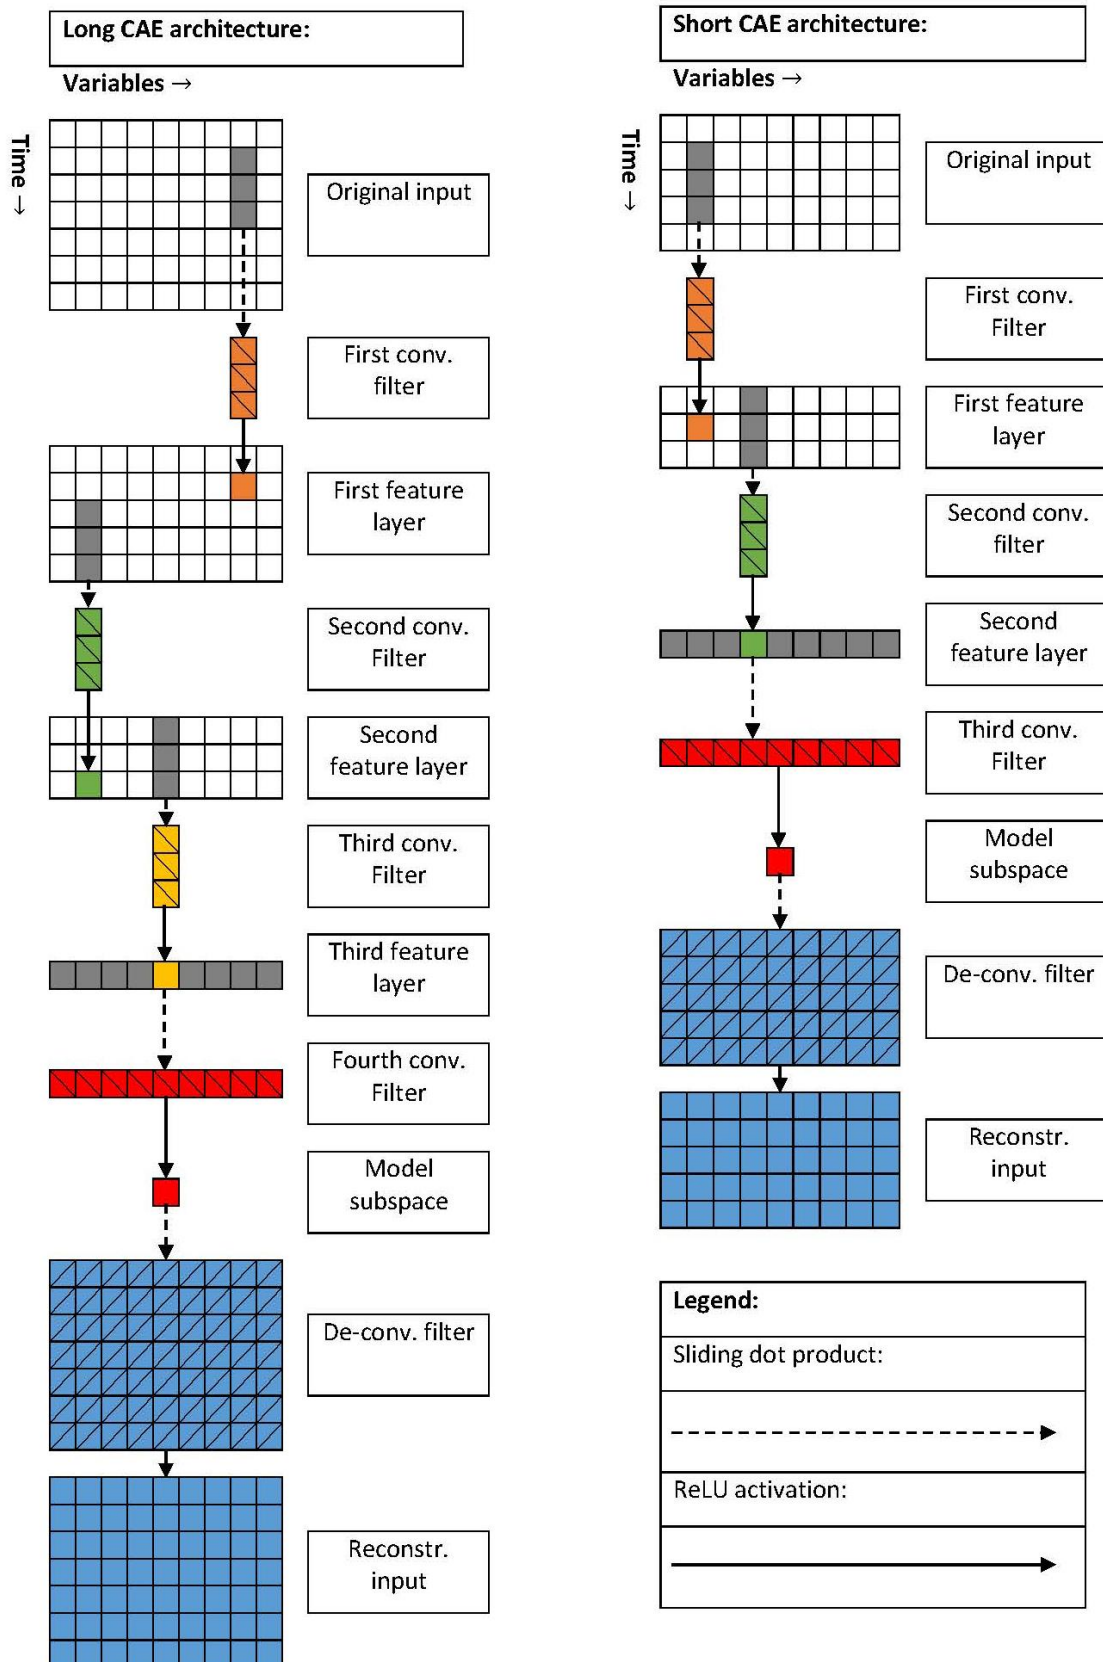 Long CAE architecture:
Variables →
Time →
Original input
First conv.
filter
First feature
layer
Second conv.
Filter
Second
feature layer
Third conv.
Filter
Third feature
layer
Fourth conv.
Filter
Model
subspace
De-conv. filter
Reconstr.
input
Short CAE architecture:
Variables →
Time →
Original input
First conv.
Filter
First feature
layer
Second conv.
filter
Second
feature layer
Third conv.
Filter
Model
subspace
De-conv. filter
Reconstr.
input
Legend:
Sliding dot product:
ReLU activation: